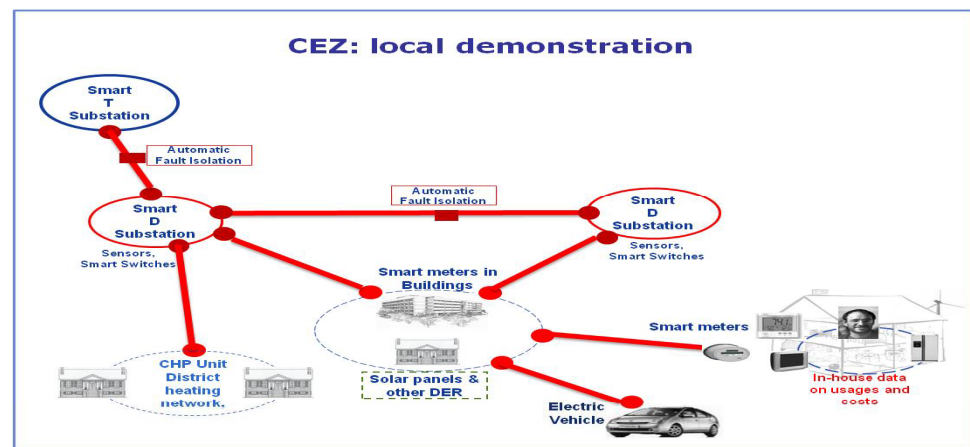 CEZ: local demonstration
Smart
T
Substation
Automatic
Fault Isolation
Automatic
Fault Isolation
Smart
D
Substation
Smart
D
Substation
Sensors,
Smart Switches
Sensors,
Smart Switches
Smart meters in
Buildings
Smart meters
CHP Unit
District
heating
network,
Solar panels &
other DER
In-house data
on usages and
costs
Electric
Vehicle